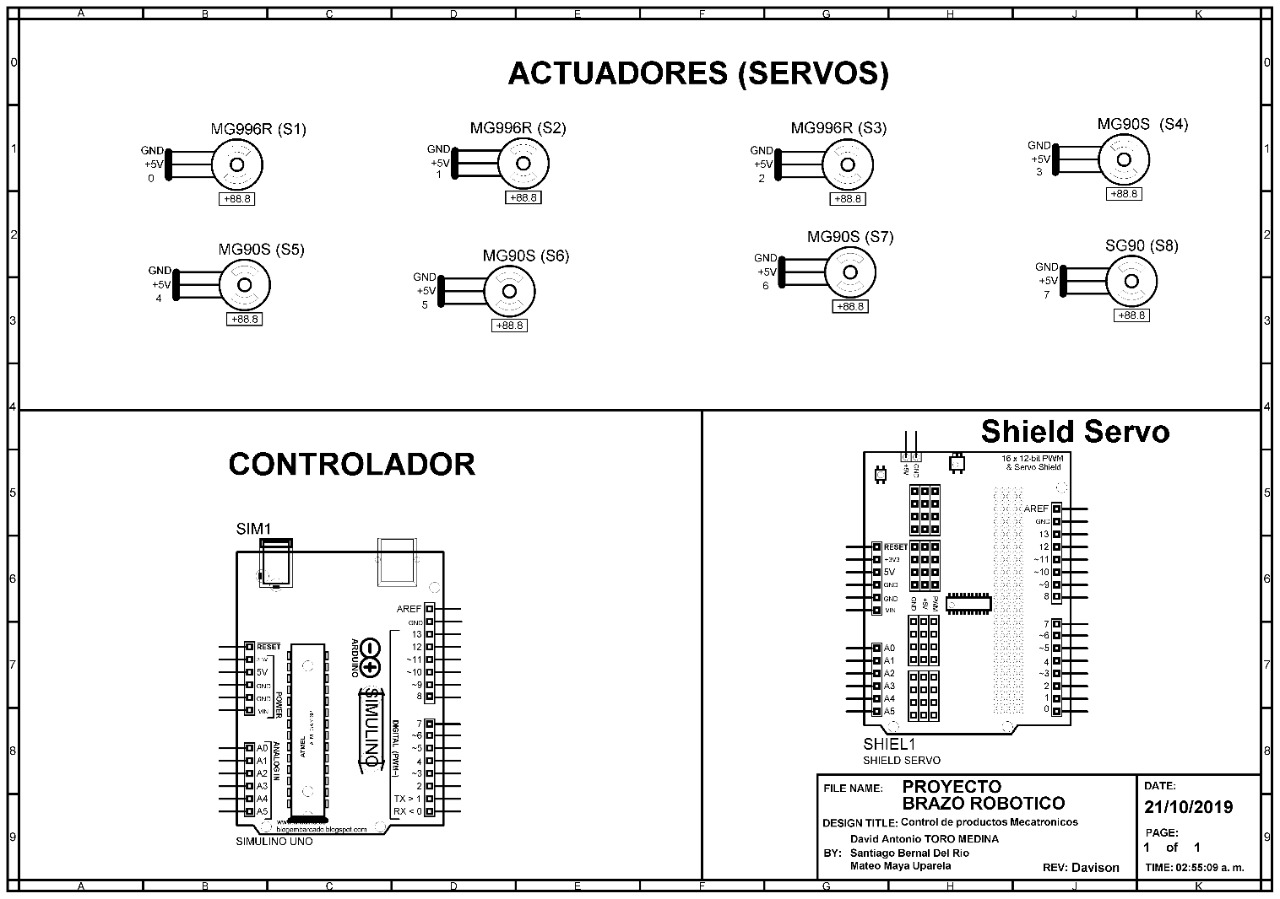 A B C D E F G H I J K
0 0
ACTUADORES (SERVOS)
MG996R (S1)
GND
+5V
0
+88.8
MG996R (S2)
GND
+5V
1
+88.8
MG996R (S3)
GND
+5V
2
+88.8
MG90S (S4)
GND
+5V
3
+88.8
1 1
2 2
MG90S (S5)
GND
+5V
4
+88.8
MG90S (S6)
GND
+5V
5
+88.8
MG90S (S7)
GND
+5V
6
+88.8
SG90 (S8)
GND
+5V
7
+88.8
3 3
4 4
CONTROLADOR
5 5
6 6
7 7
8 8
9 9
SIM1
RESET
5V
GND
GND
VIN
POWER
A0
A1
A2
A3
A4
A5
ANALOG IN
ATMEL
ARDUINO
SIMULINO
AREF
GND
13
12
~11
~10
~9
8
7
~6
~5
4
~3
2
TX > 1
RX < 0
DIGITAL (PWM~)
blogembarcado.blogspot.com
SIMULINO UNO
Shield Servo
16 x 12-bit PWM
& Servo Shield
+5V
GND
RESET
~3V3
5V
GND
GND
VIN
A0
A1
A2
A3
A4
A5
GND
+5V
PWM
AREF
GND
13
12
~11
~10
~9
8
7
~6
~5
4
~3
2
1
0
SHIEL1
SHIELD SERVO
FILE NAME: PROYECTO
BRAZO ROBOTICO
DESIGN TITLE: Control de productos Mecatronicos
David Antonio TORO MEDINA
BY: Santiago Bernal Del Rio
Mateo Maya Uparela
REV: Davison
DATE:
21/10/2019
PAGE:
1 of 1
TIME: 02:55:09 a. m.
A B C D E F G H I J K